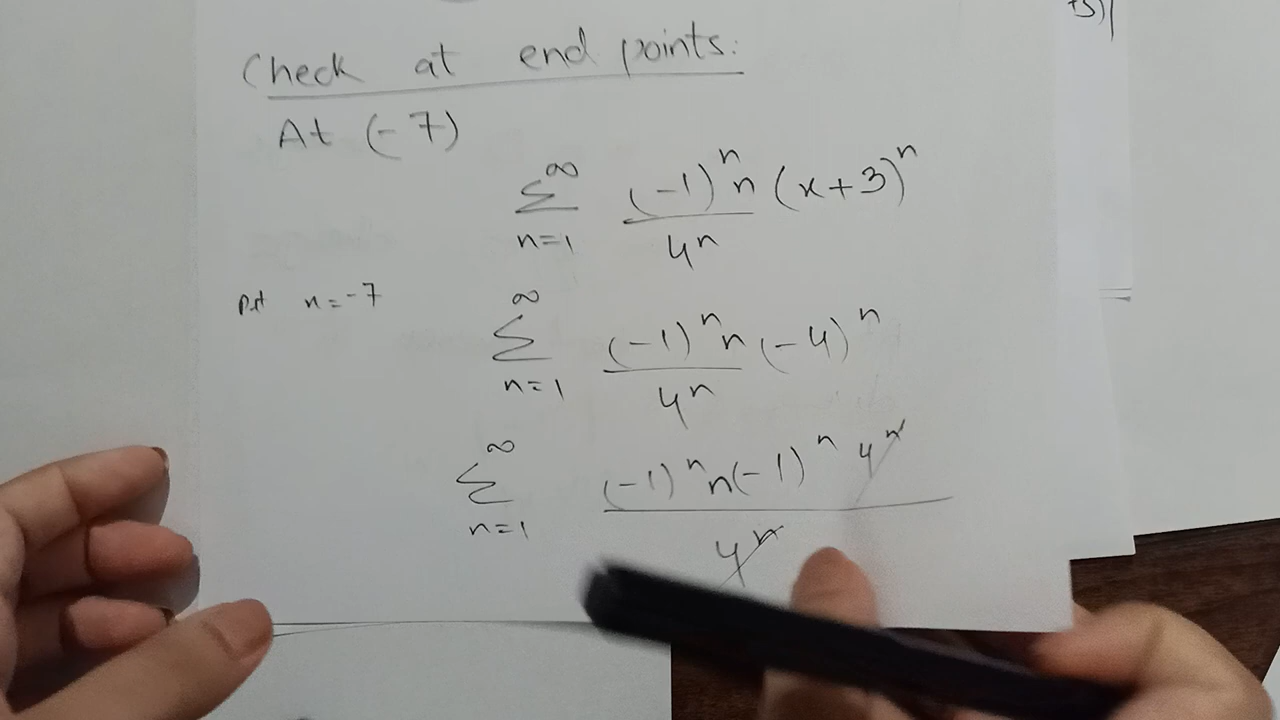 +3)|
Check at end points:
At (-7)
∞ Σ n=1 (-1)^n n / 4^n (x+3)^n
Put x=-7 ∞ Σ n=1 (-1)^n n / 4^n (-4)^n
∞ Σ n=1 (-1)^n n (-1)^n 4^n / 4^n